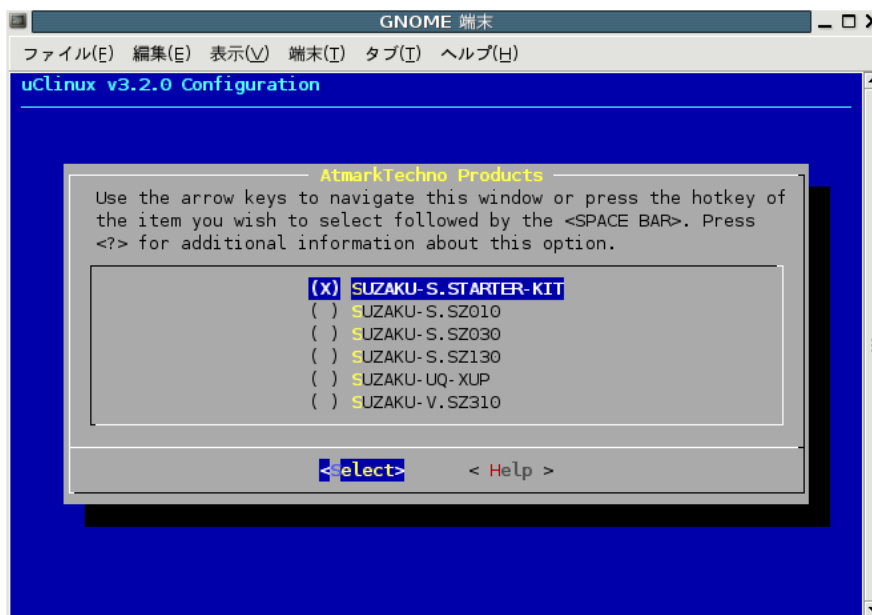 GNOME 端末
ファイル(F) 編集(E) 表示(V) 端末(T) タブ(T) ヘルプ(H)
uClinux v3.2.0 Configuration
AtmarkTechno Products
Use the arrow keys to navigate this window or press the hotkey of
the item you wish to select followed by the <SPACE BAR>. Press
<?> for additional information about this option.
(X) SUZAKU-S.STARTER-KIT
( ) SUZAKU-S.SZ010
( ) SUZAKU-S.SZ030
( ) SUZAKU-S.SZ130
( ) SUZAKU-UQ-XUP
( ) SUZAKU-V.SZ310
<Select> < Help >